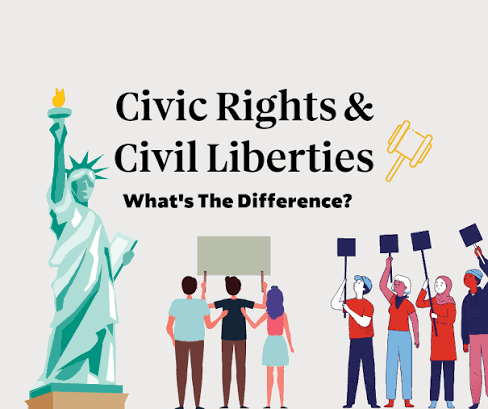 Civic Rights &
Civil Liberties
What's The Difference?